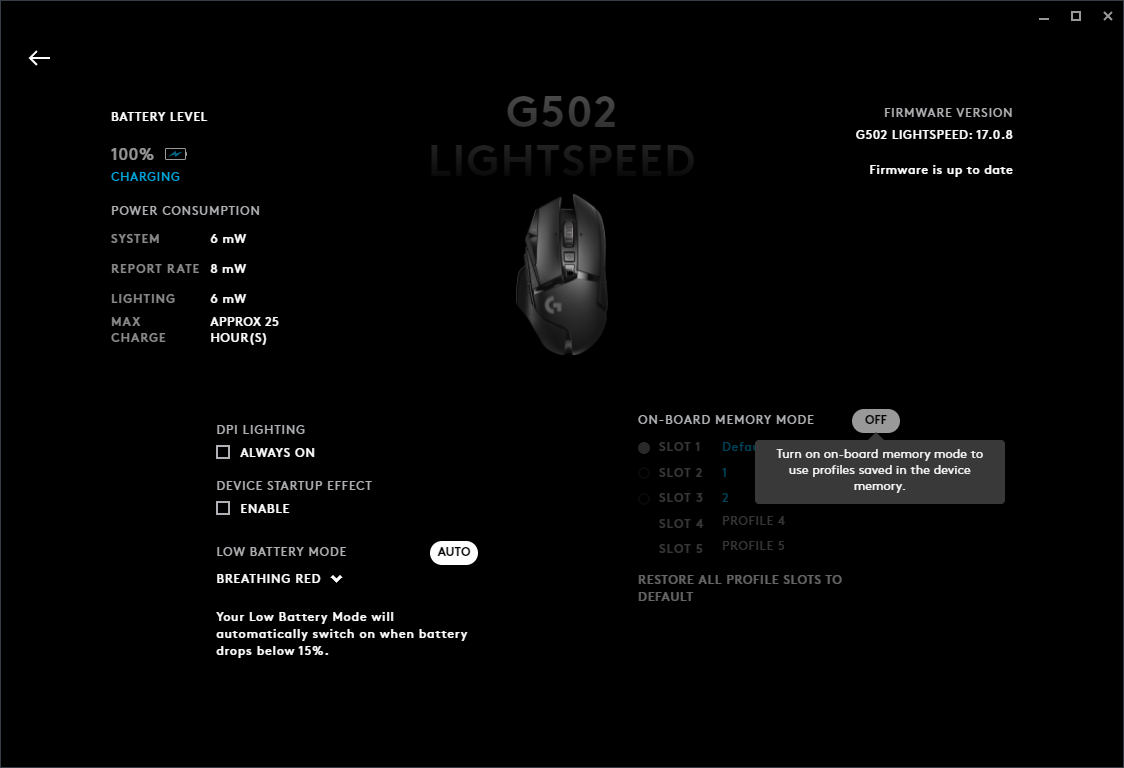 G502
LIGHTSPEED
BATTERY LEVEL
100%
CHARGING
POWER CONSUMPTION
SYSTEM 6 mW
REPORT RATE 8 mW
LIGHTING 6 mW
MAX CHARGE APPROX 25 HOUR(S)
FIRMWARE VERSION
G502 LIGHTSPEED: 17.0.8
Firmware is up to date
DPI LIGHTING
ALWAYS ON
DEVICE STARTUP EFFECT
ENABLE
LOW BATTERY MODE AUTO
BREATHING RED
Your Low Battery Mode will
automatically switch on when battery
drops below 15%.
ON-BOARD MEMORY MODE OFF
Turn on on-board memory mode to
use profiles saved in the device
memory.
SLOT 1
SLOT 2 1
SLOT 3 2
SLOT 4 PROFILE 4
SLOT 5 PROFILE 5
RESTORE ALL PROFILE SLOTS TO
DEFAULT